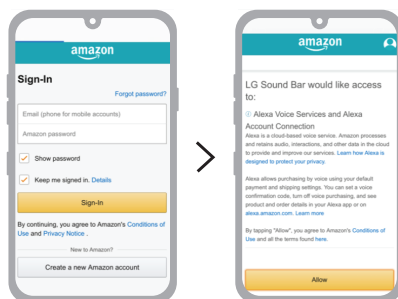 amazon
Sign-In
Forgot password?
Email (phone for mobile accounts)
Amazon password
Show password
Keep me signed in. Details
Sign-In
By continuing, you agree to Amazon's Conditions of
Use and Privacy Notice .
New to Amazon?
Create a new Amazon account
amazon
LG Sound Bar would like access
to:
Alexa Voice Services and Alexa
Account Connection
Alexa is a cloud-based voice service. Amazon processes
and retains audio, interactions, and other data in the cloud
to provide and improve our services. Learn how Alexa is
designed to protect your privacy.
Alexa allows purchasing by voice using your default
payment and shipping settings. You can set a voice
confirmation code, turn off voice purchasing, and see
product and order details in your Alexa app or on
alexa.amazon.com. Learn more
By tapping "Allow", you agree to Amazon's Conditions of
Use and all the terms found here.
Allow